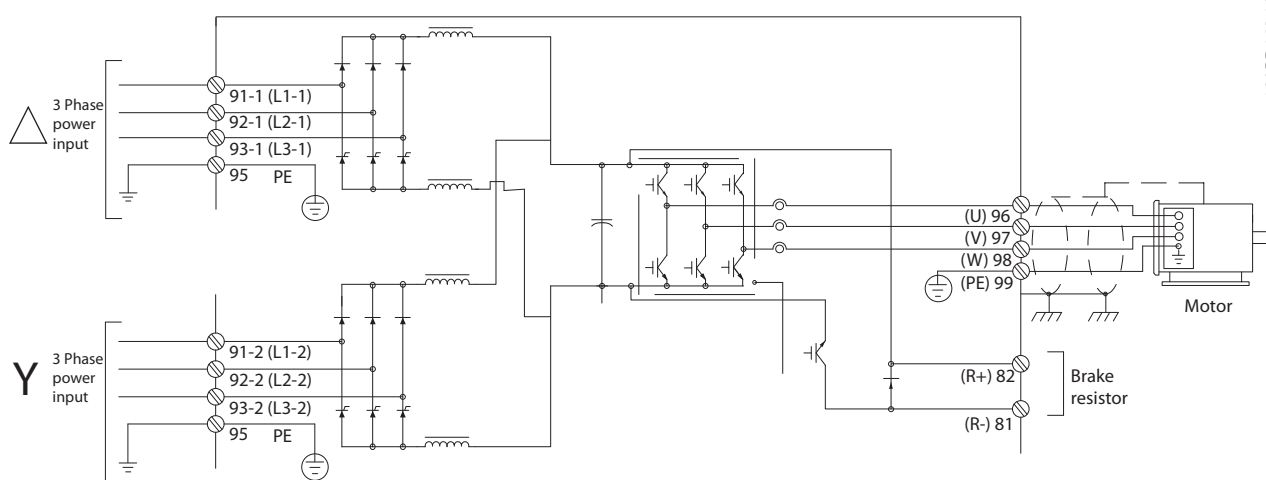 3 Phase
power
input
91-1 (L1-1)
92-1 (L2-1)
93-1 (L3-1)
95 PE
(U) 96
(V) 97
(W) 98
(PE) 99
Motor
Y
3 Phase
power
input
91-2 (L1-2)
92-2 (L2-2)
93-2 (L3-2)
95 PE
(R+) 82
(R-) 81
Brake
resistor